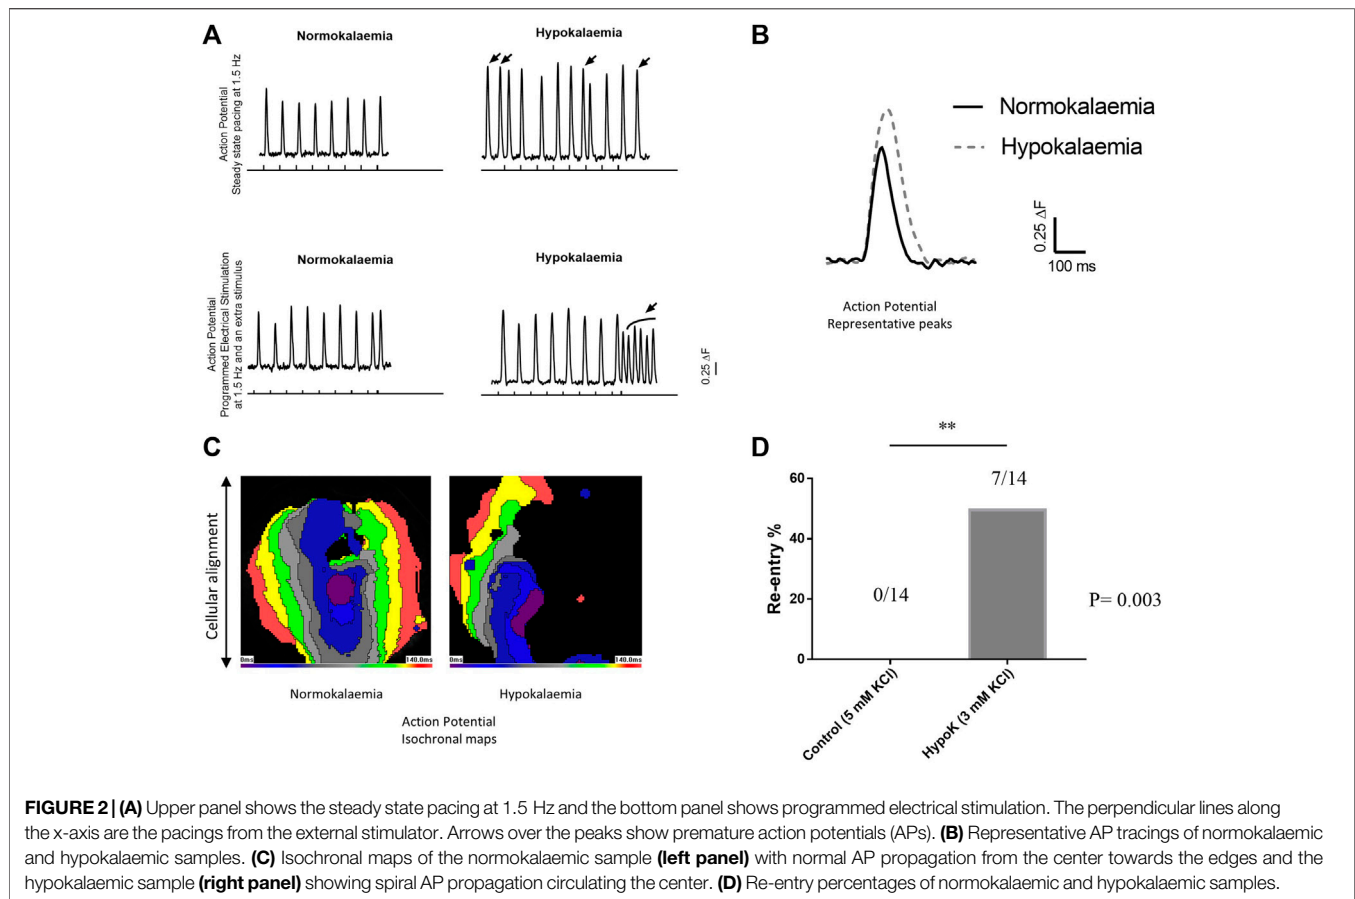 A
Normokalaemia
Hypokalaemia
Action Potential
Steady state pacing at 1.5 Hz
Normokalaemia
Hypokalaemia
Action Potential
Programmed Electrical Stimulation
at 1.5 Hz and an extra stimulus
0.25 ΔF
B
Normokalaemia
Hypokalaemia
0.25 ΔF
100 ms
Action Potential
Representative peaks
C
Cellular alignment
0ms
140.0ms
0ms
140.0ms
Normokalaemia
Hypokalaemia
Action Potential
Isochronal maps
D
**
60
40
20
0
Re-entry %
0/14
7/14
P= 0.003
Control (5 mM KCl)
HypoK (3 mM KCl)
FIGURE 2 | (A) Upper panel shows the steady state pacing at 1.5 Hz and the bottom panel shows programmed electrical stimulation. The perpendicular lines along
the x-axis are the pacings from the external stimulator. Arrows over the peaks show premature action potentials (APs). (B) Representative AP tracings of normokalaemic
and hypokalaemic samples. (C) Isochronal maps of the normokalaemic sample (left panel) with normal AP propagation from the center towards the edges and the
hypokalaemic sample (right panel) showing spiral AP propagation circulating the center. (D) Re-entry percentages of normokalaemic and hypokalaemic samples.